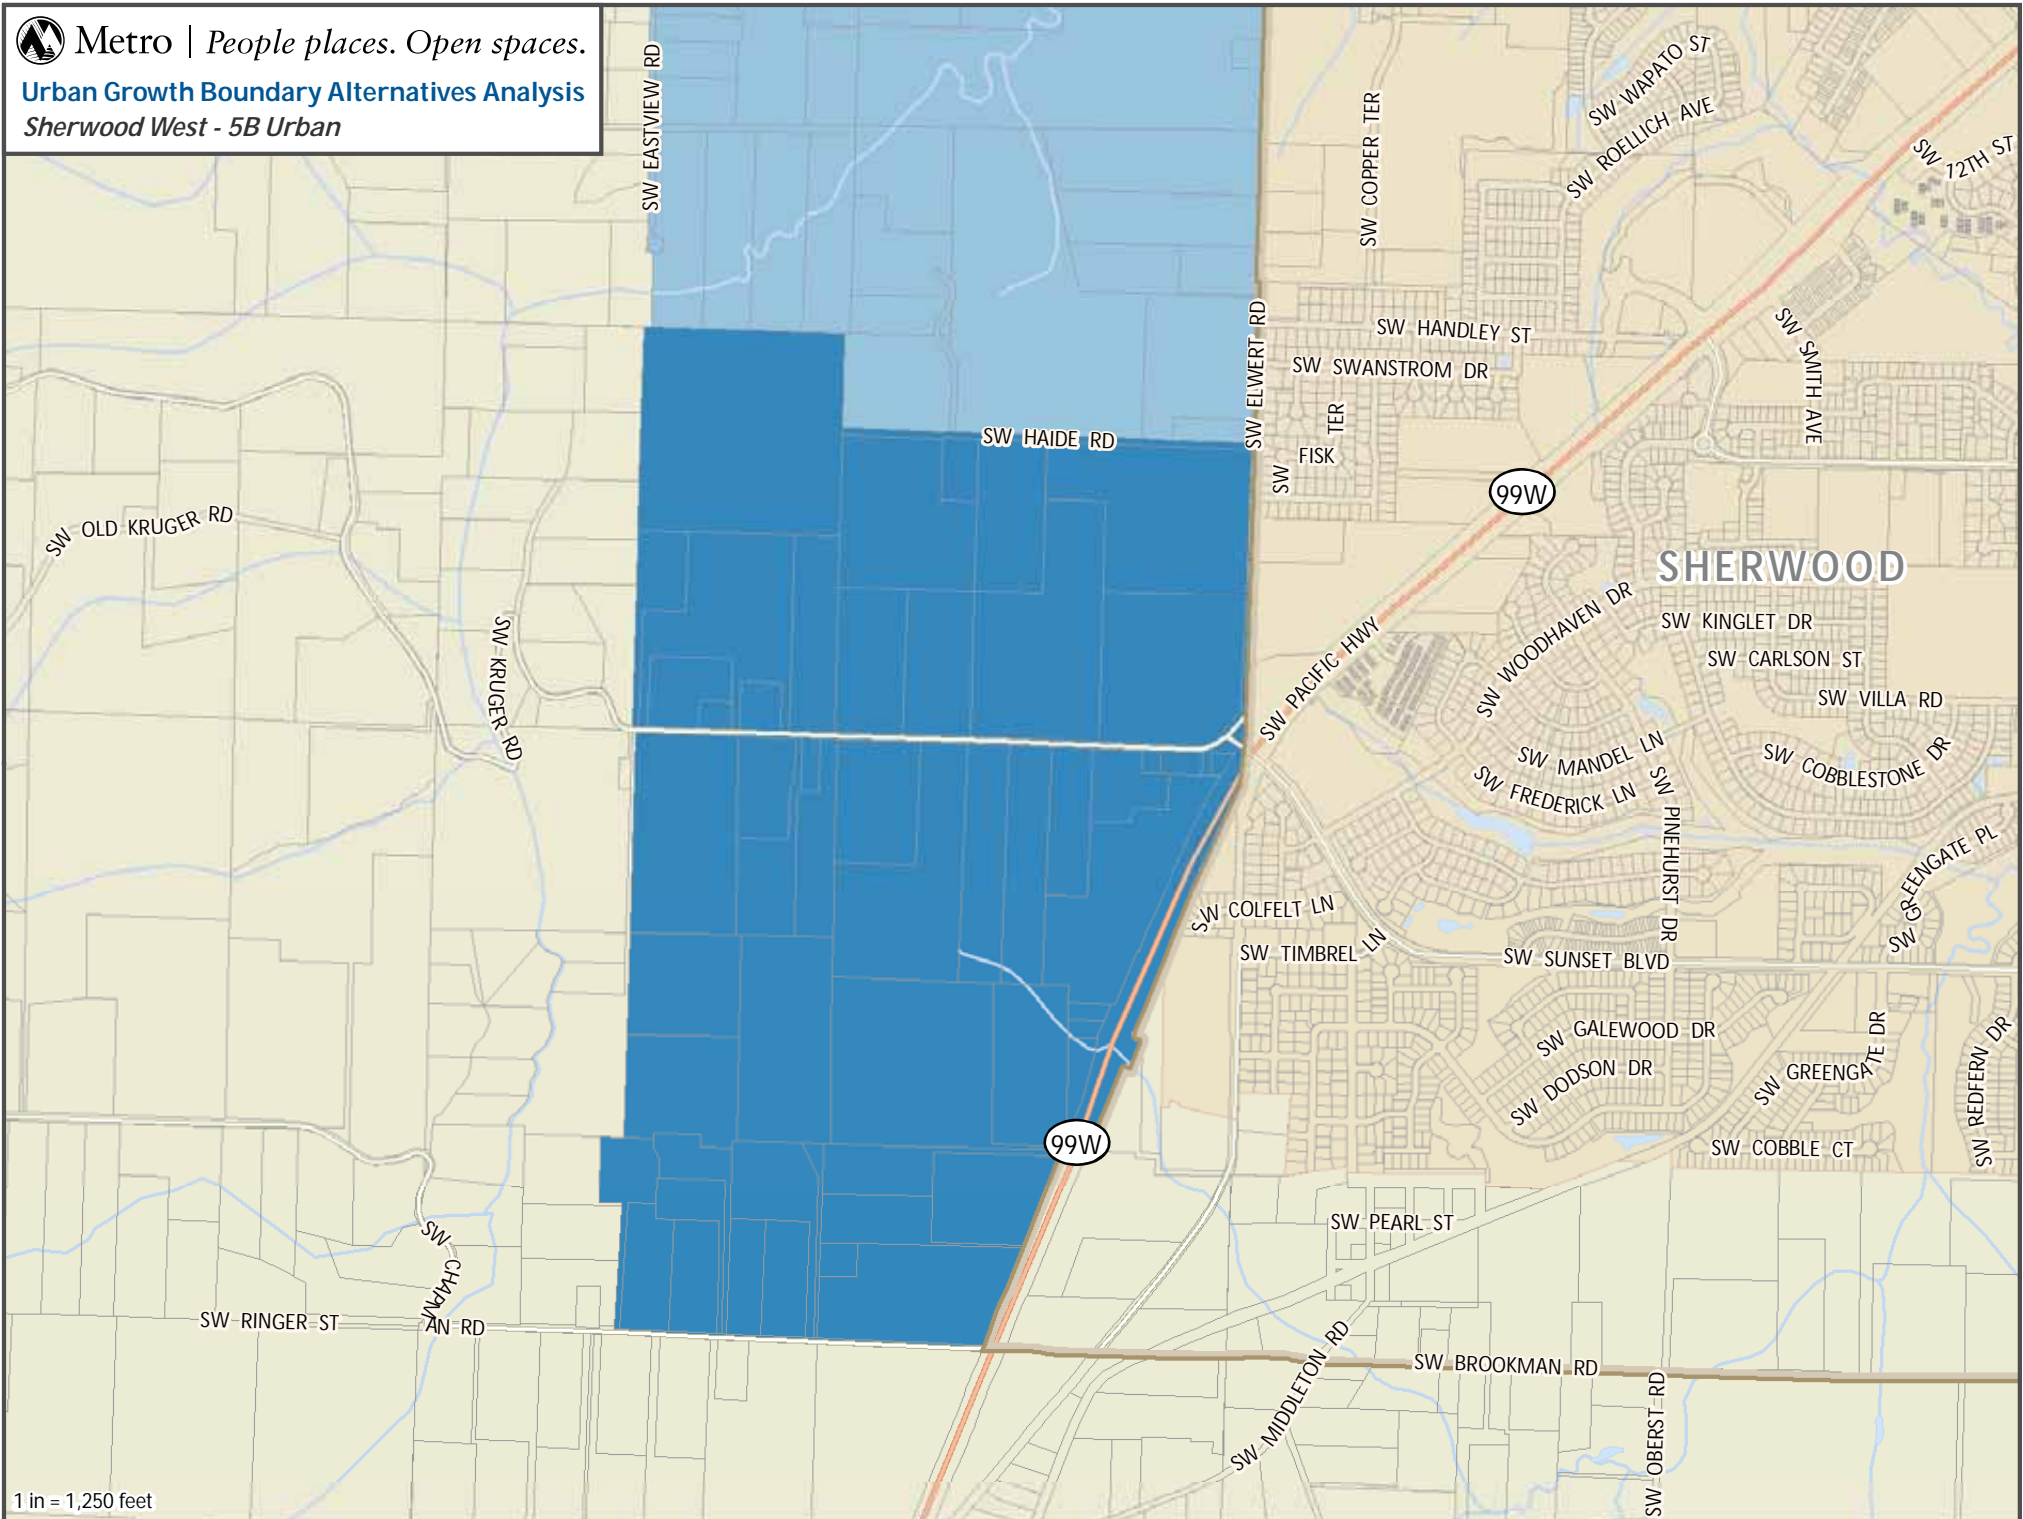 Metro | People places. Open spaces.
Urban Growth Boundary Alternatives Analysis
Sherwood West - 5B Urban
SW EASTVIEW RD
SW COPPER TER
SW WAPATO ST
SW ROELLICH AVE
SW 12TH ST
SW ELWERT RD
SW HANDLEY ST
SW SWANSTROM DR
SW FISK TER
SW SMITH AVE
SW HAIDE RD
99W
SW OLD KRUGER RD
SHERWOOD
SW KRUGER RD
SW PACIFIC HWY
SW WOODHAVEN DR
SW KINGLET DR
SW CARLSON ST
SW VILLA RD
SW MANDEL LN
SW COBBLESTONE DR
SW FREDERICK LN
SW PINEHURST DR
SW GREENGATE PL
SW COLFELT LN
SW TIMBREL LN
SW SUNSET BLVD
SW GALEWOOD DR
SW DODSON DR
SW GREENGATE DR
SW REDFERN DR
99W
SW COBBLE CT
SW PEARL ST
SW CHAPMAN RD
SW RINGER ST
SW MIDDLETON RD
SW BROOKMAN RD
SW OBERST RD
1 in = 1,250 feet